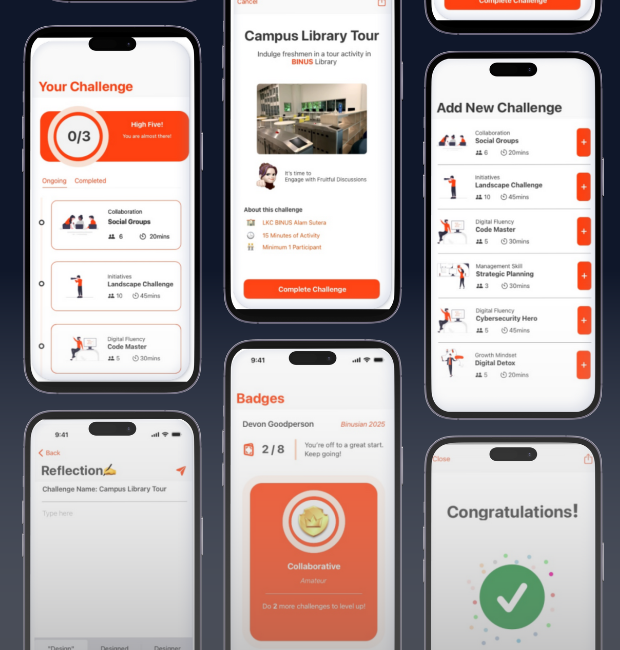 Your Challenge
0/3
High Five!
You are almost there!
Ongoing
Completed
Collaboration
Social Groups
6
20mins
Initiatives
Landscape Challenge
10
45mins
Digital Fluency
Code Master
5
30mins
9:41
Back
Reflection
Challenge Name: Campus Library Tour
Type here
"Design"
Designed
Designer
Cancel
Campus Library Tour
Indulge freshmen in a tour activity in
BINUS Library
It's time to
Engage with Fruitful Discussions
About this challenge
LKC BINUS Alam Sutera
15 Minutes of Activity
Minimum 1 Participant
Complete Challenge
9:41
Badges
Devon Goodperson
Binusian 2025
2 / 8
You're off to a great start.
Keep going!
Collaborative
Amateur
Do 2 more challenges to level up!
Complete Challenge
Add New Challenge
Collaboration
Social Groups
6
20mins
+
Initiatives
Landscape Challenge
10
45mins
+
Digital Fluency
Code Master
5
30mins
+
Management Skill
Strategic Planning
3
30mins
+
Digital Fluency
Cybersecurity Hero
5
45mins
+
Growth Mindset
Digital Detox
5
20mins
+
Close
Congratulations!